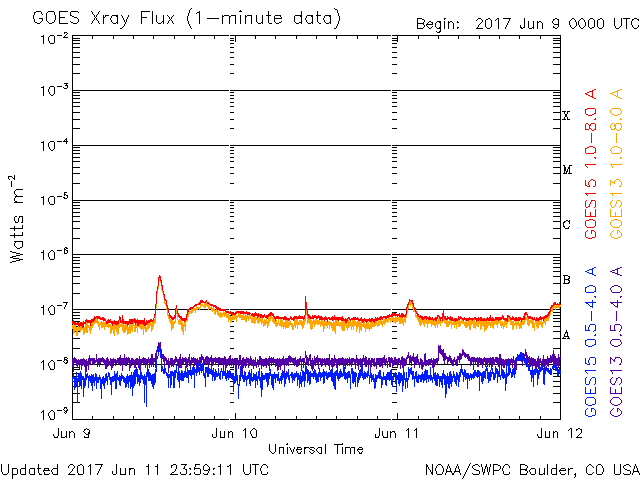 GOES Xray Flux (1-minute data)
Begin: 2017 Jun 9 0000 UTC
10⁻²
10⁻³
10⁻⁴
10⁻⁵
10⁻⁶
10⁻⁷
10⁻⁸
10⁻⁹
Watts m⁻²
X
M
C
B
A
GOES15 1.0-8.0 A
GOES13 1.0-8.0 A
GOES15 0.5-4.0 A
GOES13 0.5-4.0 A
Jun 9 Jun 10 Jun 11 Jun 12
Universal Time
Updated 2017 Jun 11 23:59:11 UTC
NOAA/SWPC Boulder, CO USA